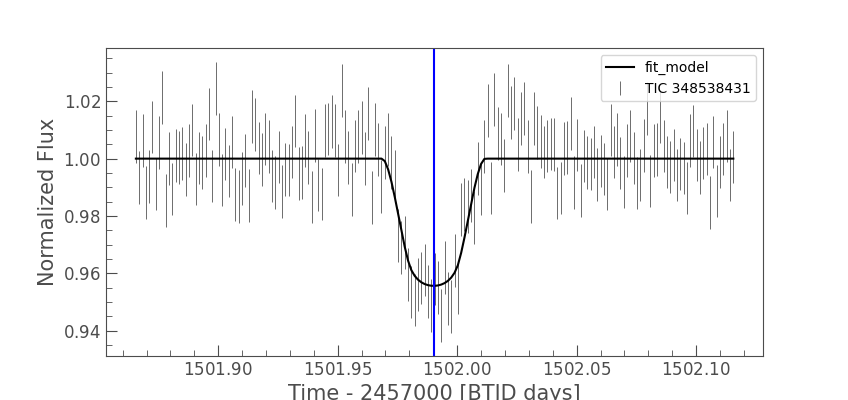 fit_model
TIC 348538431
1.02
1.00
0.98
0.96
0.94
Normalized Flux
1501.90 1501.95 1502.00 1502.05 1502.10
Time - 2457000 [BTJD days]